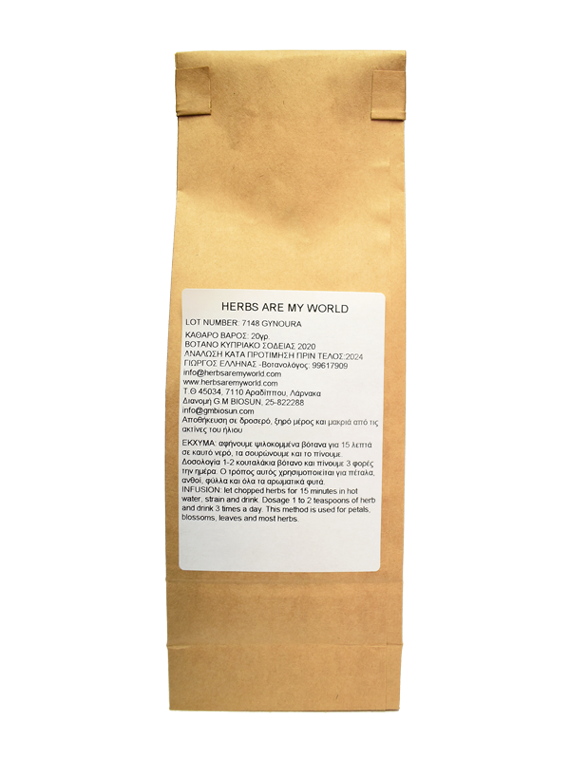 HERBS ARE MY WORLD
LOT NUMBER: 7148 GYNOURA
ΚΑΘΑΡΟ ΒΑΡΟΣ: 20γρ.
ΒΟΤΑΝΟ ΚΥΠΡΙΑΚΟ ΣΟΔΕΙΑΣ 2020
ΑΝΑΛΩΣΗ ΚΑΤΑ ΠΡΟΤΙΜΗΣΗ ΠΡΙΝ ΤΕΛΟΣ:2024
ΓΙΩΡΓΟΣ ΕΛΛΗΝΑΣ -Βοτανολόγος: 99617909
info@herbsaremyworld.com
www.herbsaremyworld.com
Τ.Θ 45034, 7110 Αραδίππου, Λάρνακα
Διανομή G.M BIOSUN, 25-822288
info@gmbiosun.com
Αποθήκευση σε δροσερό, ξηρό μέρος και μακριά από τις
ακτίνες του ήλιου
ΕΚΧΥΜΑ: αφήνουμε ψιλοκομμένα βότανα για 15 λεπτά
σε καυτό νερό, τα σουρώνουμε και το πίνουμε.
Δοσολογία 1-2 κουταλάκια βότανο και πίνουμε 3 φορές
την ημέρα. Ο τρόπος αυτός χρησιμοποιείται για πέταλα,
ανθοί, φύλλα και όλα τα αρωματικά φυτά.
INFUSION: let chopped herbs for 15 minutes in hot
water, strain and drink. Dosage 1 to 2 teaspoons of herb
and drink 3 times a day. This method is used for petals,
blossoms, leaves and most herbs.